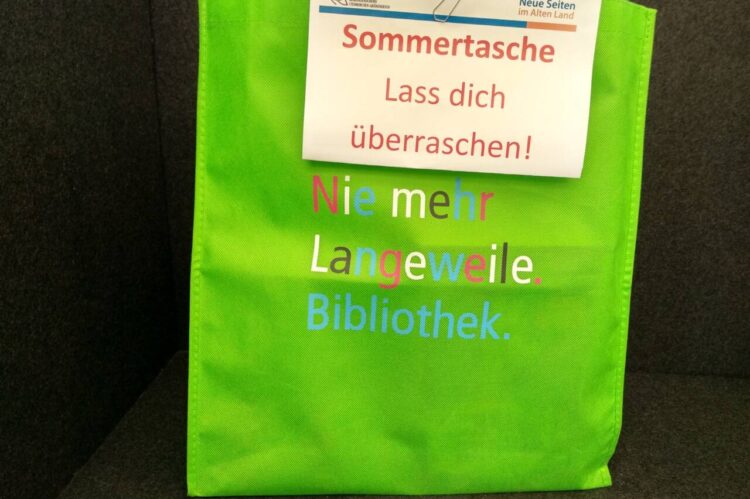 Neue Seiten
im Alten Land
Sommertasche
Lass dich
überraschen!
Nie mehr
Langeweile.
Bibliothek.